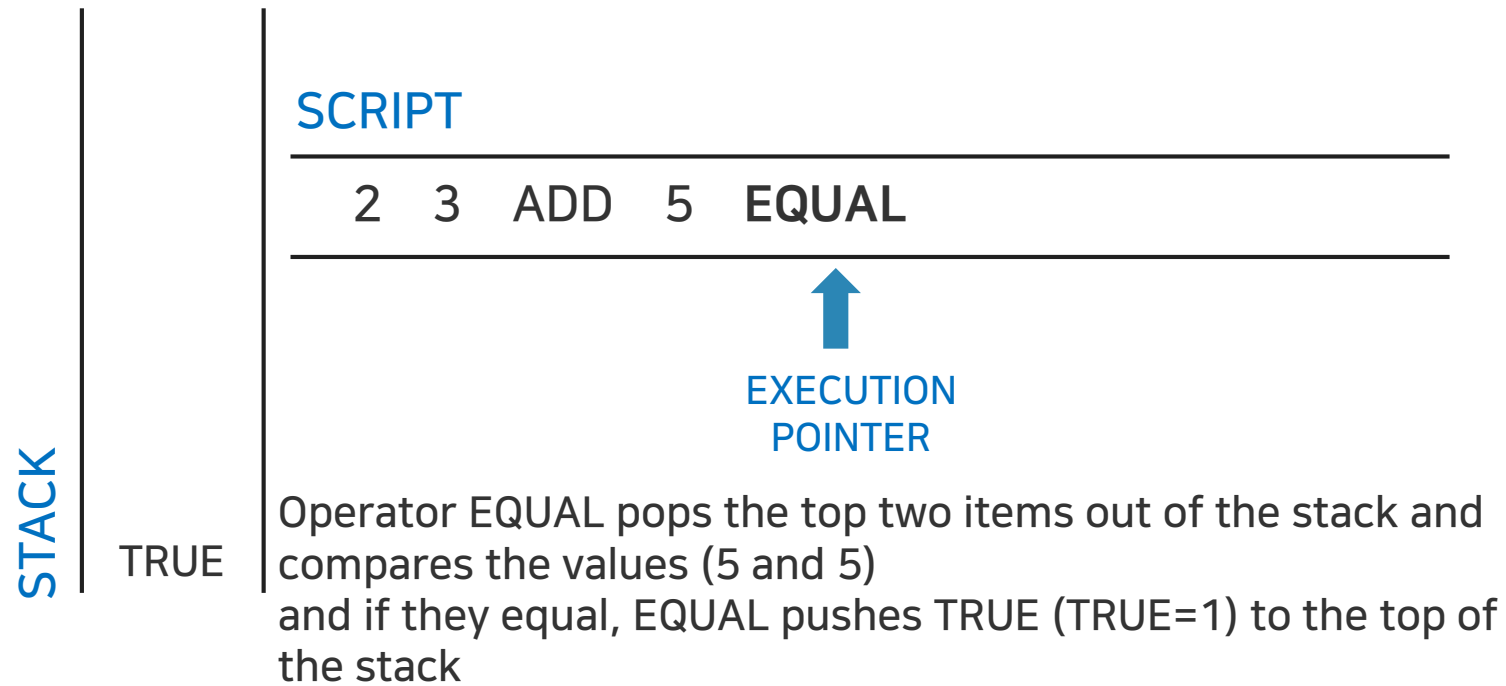 SCRIPT
2 3 ADD 5 EQUAL
EXECUTION
POINTER
STACK
TRUE
Operator EQUAL pops the top two items out of the stack and
compares the values (5 and 5)
and if they equal, EQUAL pushes TRUE (TRUE=1) to the top of
the stack